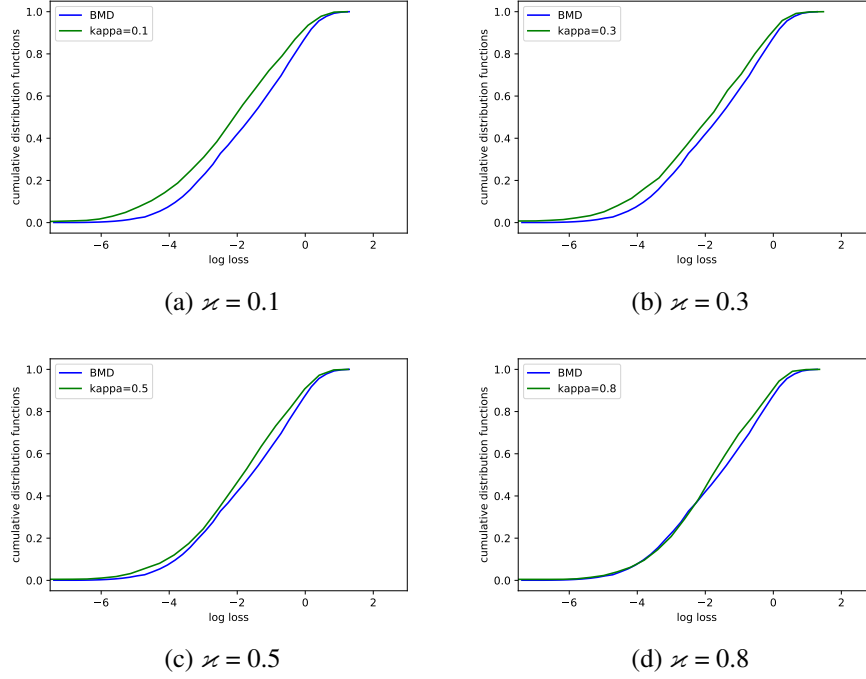 BMD
kappa=0.1
cumulative distribution functions
1.0
0.8
0.6
0.4
0.2
0.0
−6
−4
−2
0
2
log loss
(a) ϰ = 0.1
BMD
kappa=0.3
cumulative distribution functions
1.0
0.8
0.6
0.4
0.2
0.0
−6
−4
−2
0
2
log loss
(b) ϰ = 0.3
BMD
kappa=0.5
cumulative distribution functions
1.0
0.8
0.6
0.4
0.2
0.0
−6
−4
−2
0
2
log loss
(c) ϰ = 0.5
BMD
kappa=0.8
cumulative distribution functions
1.0
0.8
0.6
0.4
0.2
0.0
−6
−4
−2
0
2
log loss
(d) ϰ = 0.8